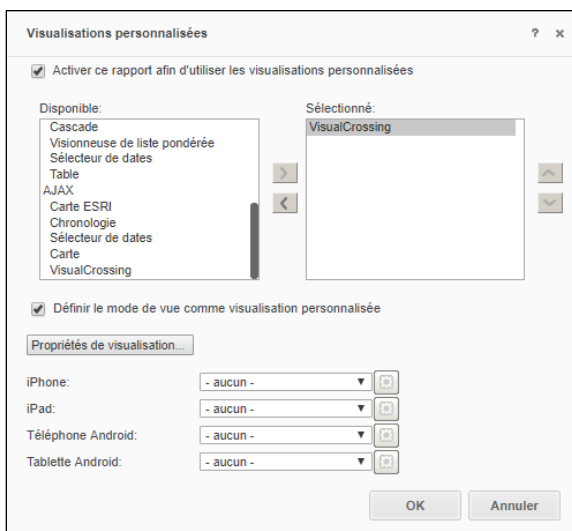 Visualisations personnalisées ? ×
Activer ce rapport afin d'utiliser les visualisations personnalisées
Disponible:
Cascade
Visionneuse de liste pondérée
Sélecteur de dates
Table
AJAX
Carte ESRI
Chronologie
Sélecteur de dates
Carte
VisualCrossing
Sélectionné:
VisualCrossing
Définir le mode de vue comme visualisation personnalisée
Propriétés de visualisation...
iPhone: - aucun -
iPad: - aucun -
Téléphone Android: - aucun -
Tablette Android: - aucun -
OK Annuler